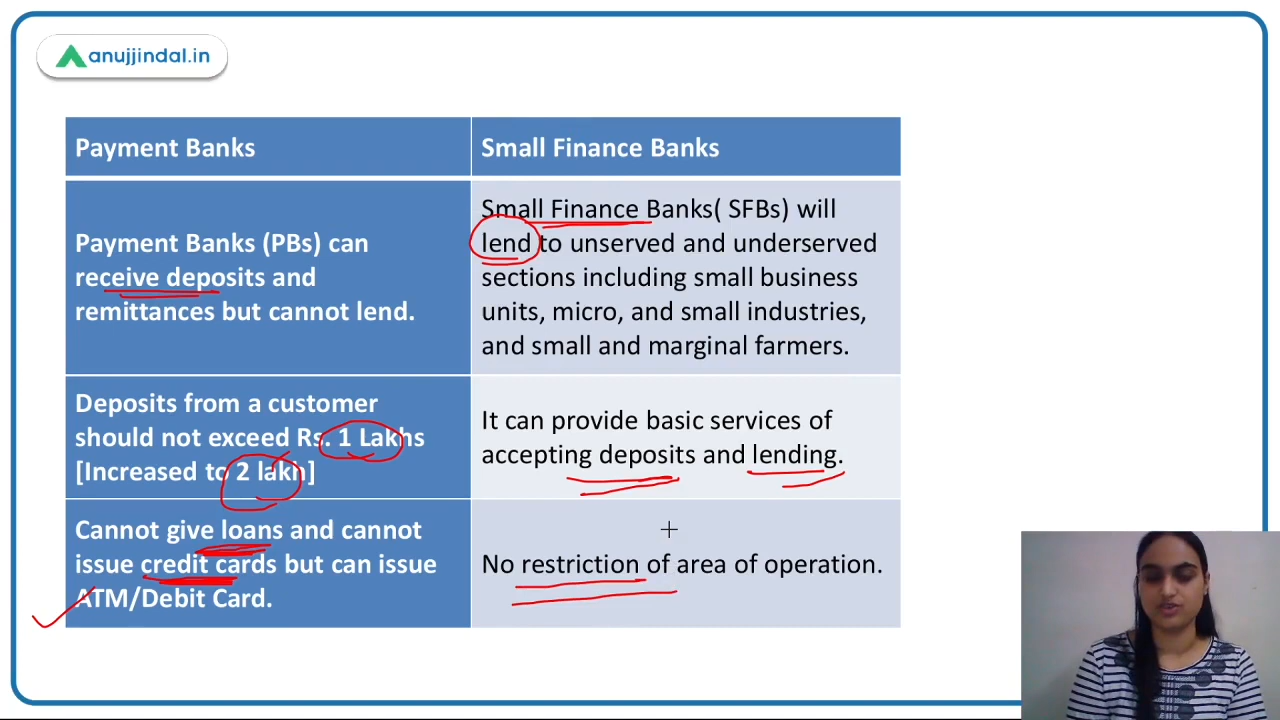 anujjindal.in
Payment Banks
Small Finance Banks
Payment Banks (PBs) can
receive deposits and
remittances but cannot lend.
Small Finance Banks( SFBs) will
lend to unserved and underserved
sections including small business
units, micro, and small industries,
and small and marginal farmers.
Deposits from a customer
should not exceed Rs. 1 Lakhs
[Increased to 2 lakh]
It can provide basic services of
accepting deposits and lending.
Cannot give loans and cannot
issue credit cards but can issue
ATM/Debit Card.
No restriction of area of operation.